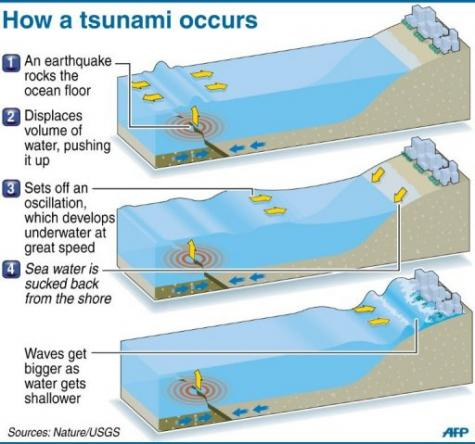 How a tsunami occurs
1 An earthquake
rocks the
ocean floor
2 Displaces
volume of
water, pushing
it up
3 Sets off an
oscillation,
which develops
underwater at
great speed
4 Sea water is
sucked back
from the shore
Waves get
bigger as
water gets
shallower
Sources: Nature/USGS
AFP